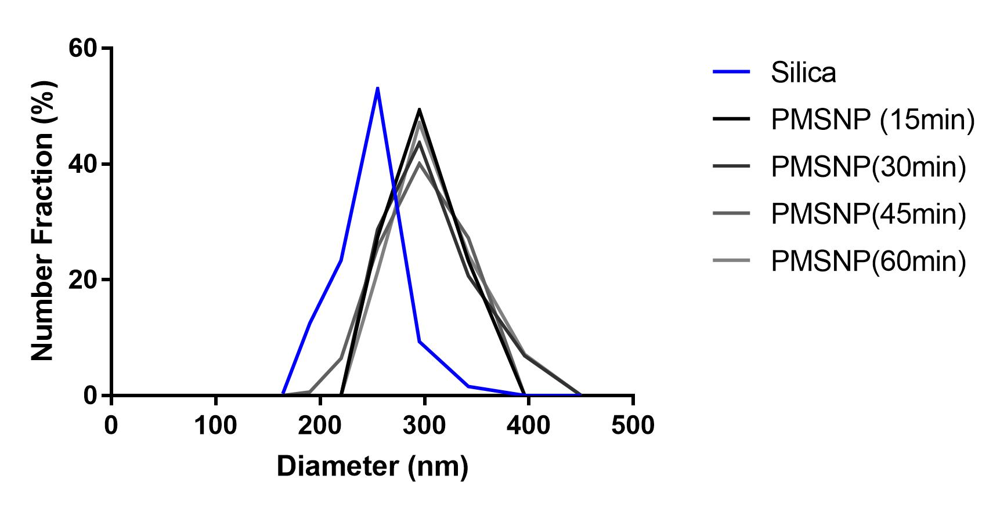 Number Fraction (%)
60
40
20
0
0 100 200 300 400 500
Diameter (nm)
Silica
PMSNP (15min)
PMSNP(30min)
PMSNP(45min)
PMSNP(60min)